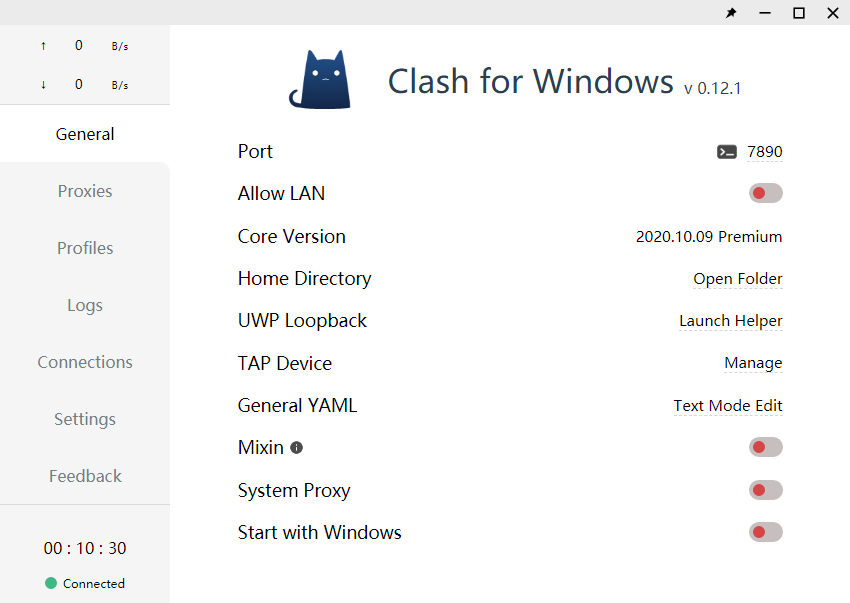 ↑ 0 B/s
↓ 0 B/s
General
Proxies
Profiles
Logs
Connections
Settings
Feedback
00 : 10 : 30
Connected
Clash for Windows v 0.12.1
Port 7890
Allow LAN
Core Version 2020.10.09 Premium
Home Directory Open Folder
UWP Loopback Launch Helper
TAP Device Manage
General YAML Text Mode Edit
Mixin
System Proxy
Start with Windows